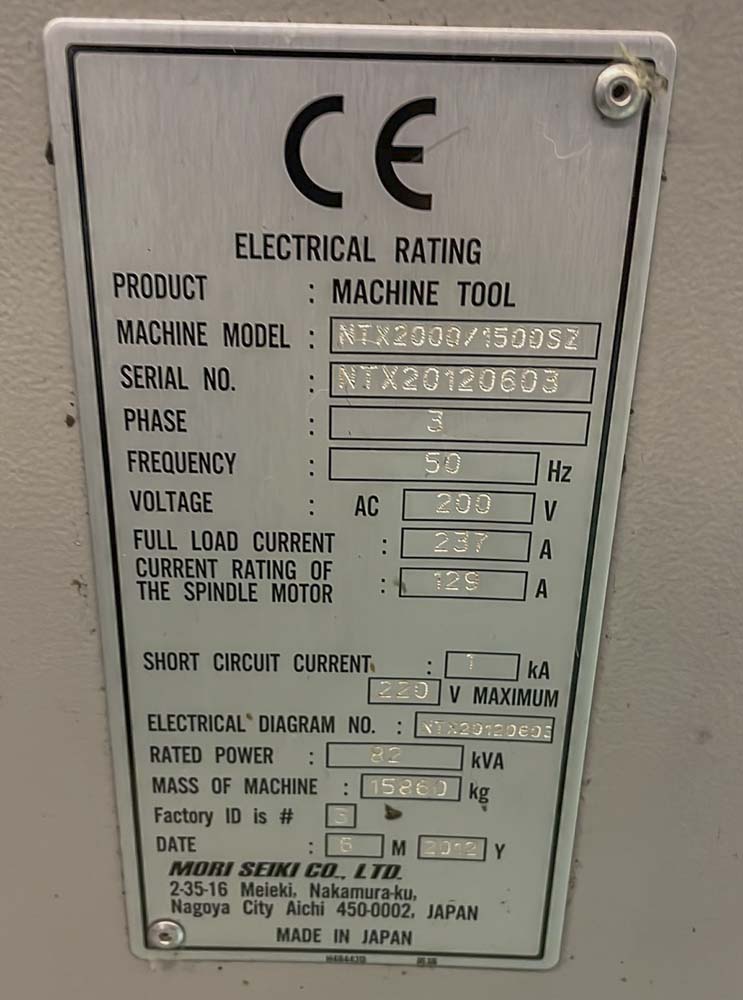 CE
ELECTRICAL RATING
PRODUCT : MACHINE TOOL
MACHINE MODEL : NTX2000/1500SZ
SERIAL NO. : NTX20120603
PHASE : 3
FREQUENCY : 50 Hz
VOLTAGE : AC 200 V
FULL LOAD CURRENT : 237 A
CURRENT RATING OF
THE SPINDLE MOTOR : 129 A
SHORT CIRCUIT CURRENT : 1 kA
220 V MAXIMUM
ELECTRICAL DIAGRAM NO. : NTX20120603
RATED POWER : 82 kVA
MASS OF MACHINE : 15860 kg
Factory ID is # 3
DATE : 6 M 2012 Y
MORI SEIKI CO., LTD.
2-35-16 Meieki, Nakamura-ku,
Nagoya City Aichi 450-0002, JAPAN
MADE IN JAPAN